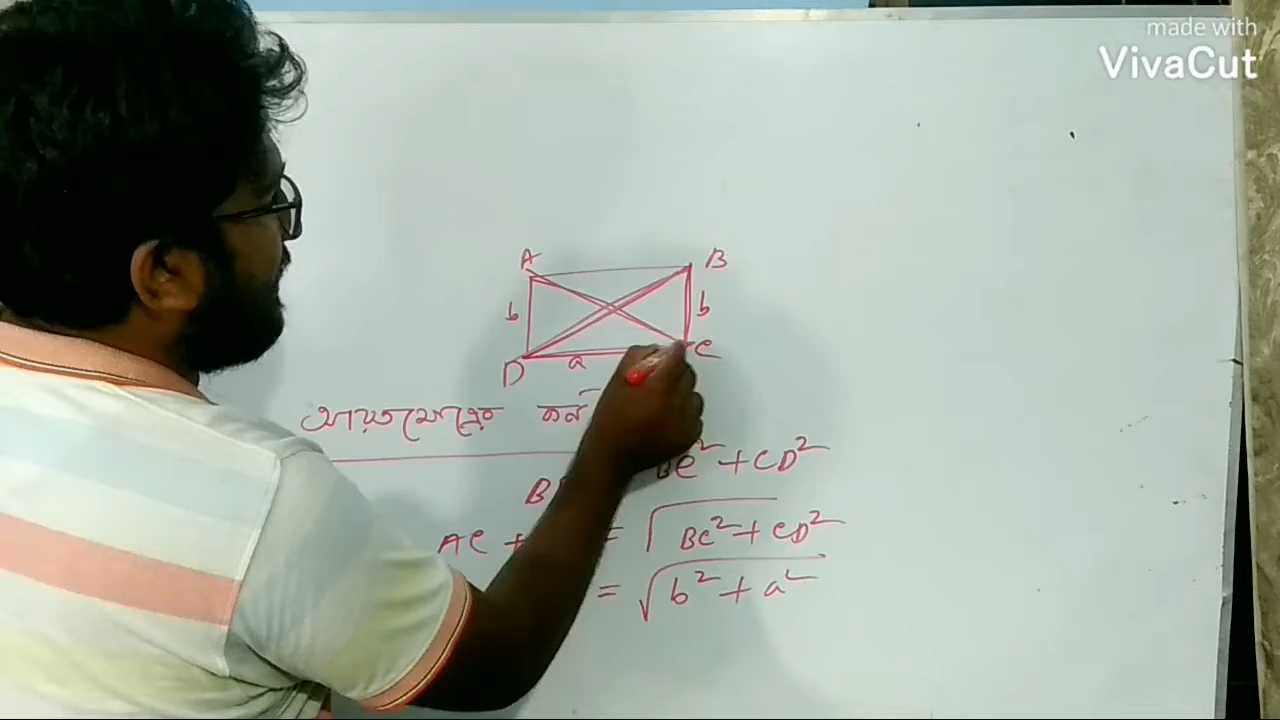 made with
VivaCut
A B
b b
D a C
আয়তক্ষেত্রের কর্ণ
BC² + CD²
AC = √BC² + CD²
= √b² + a²